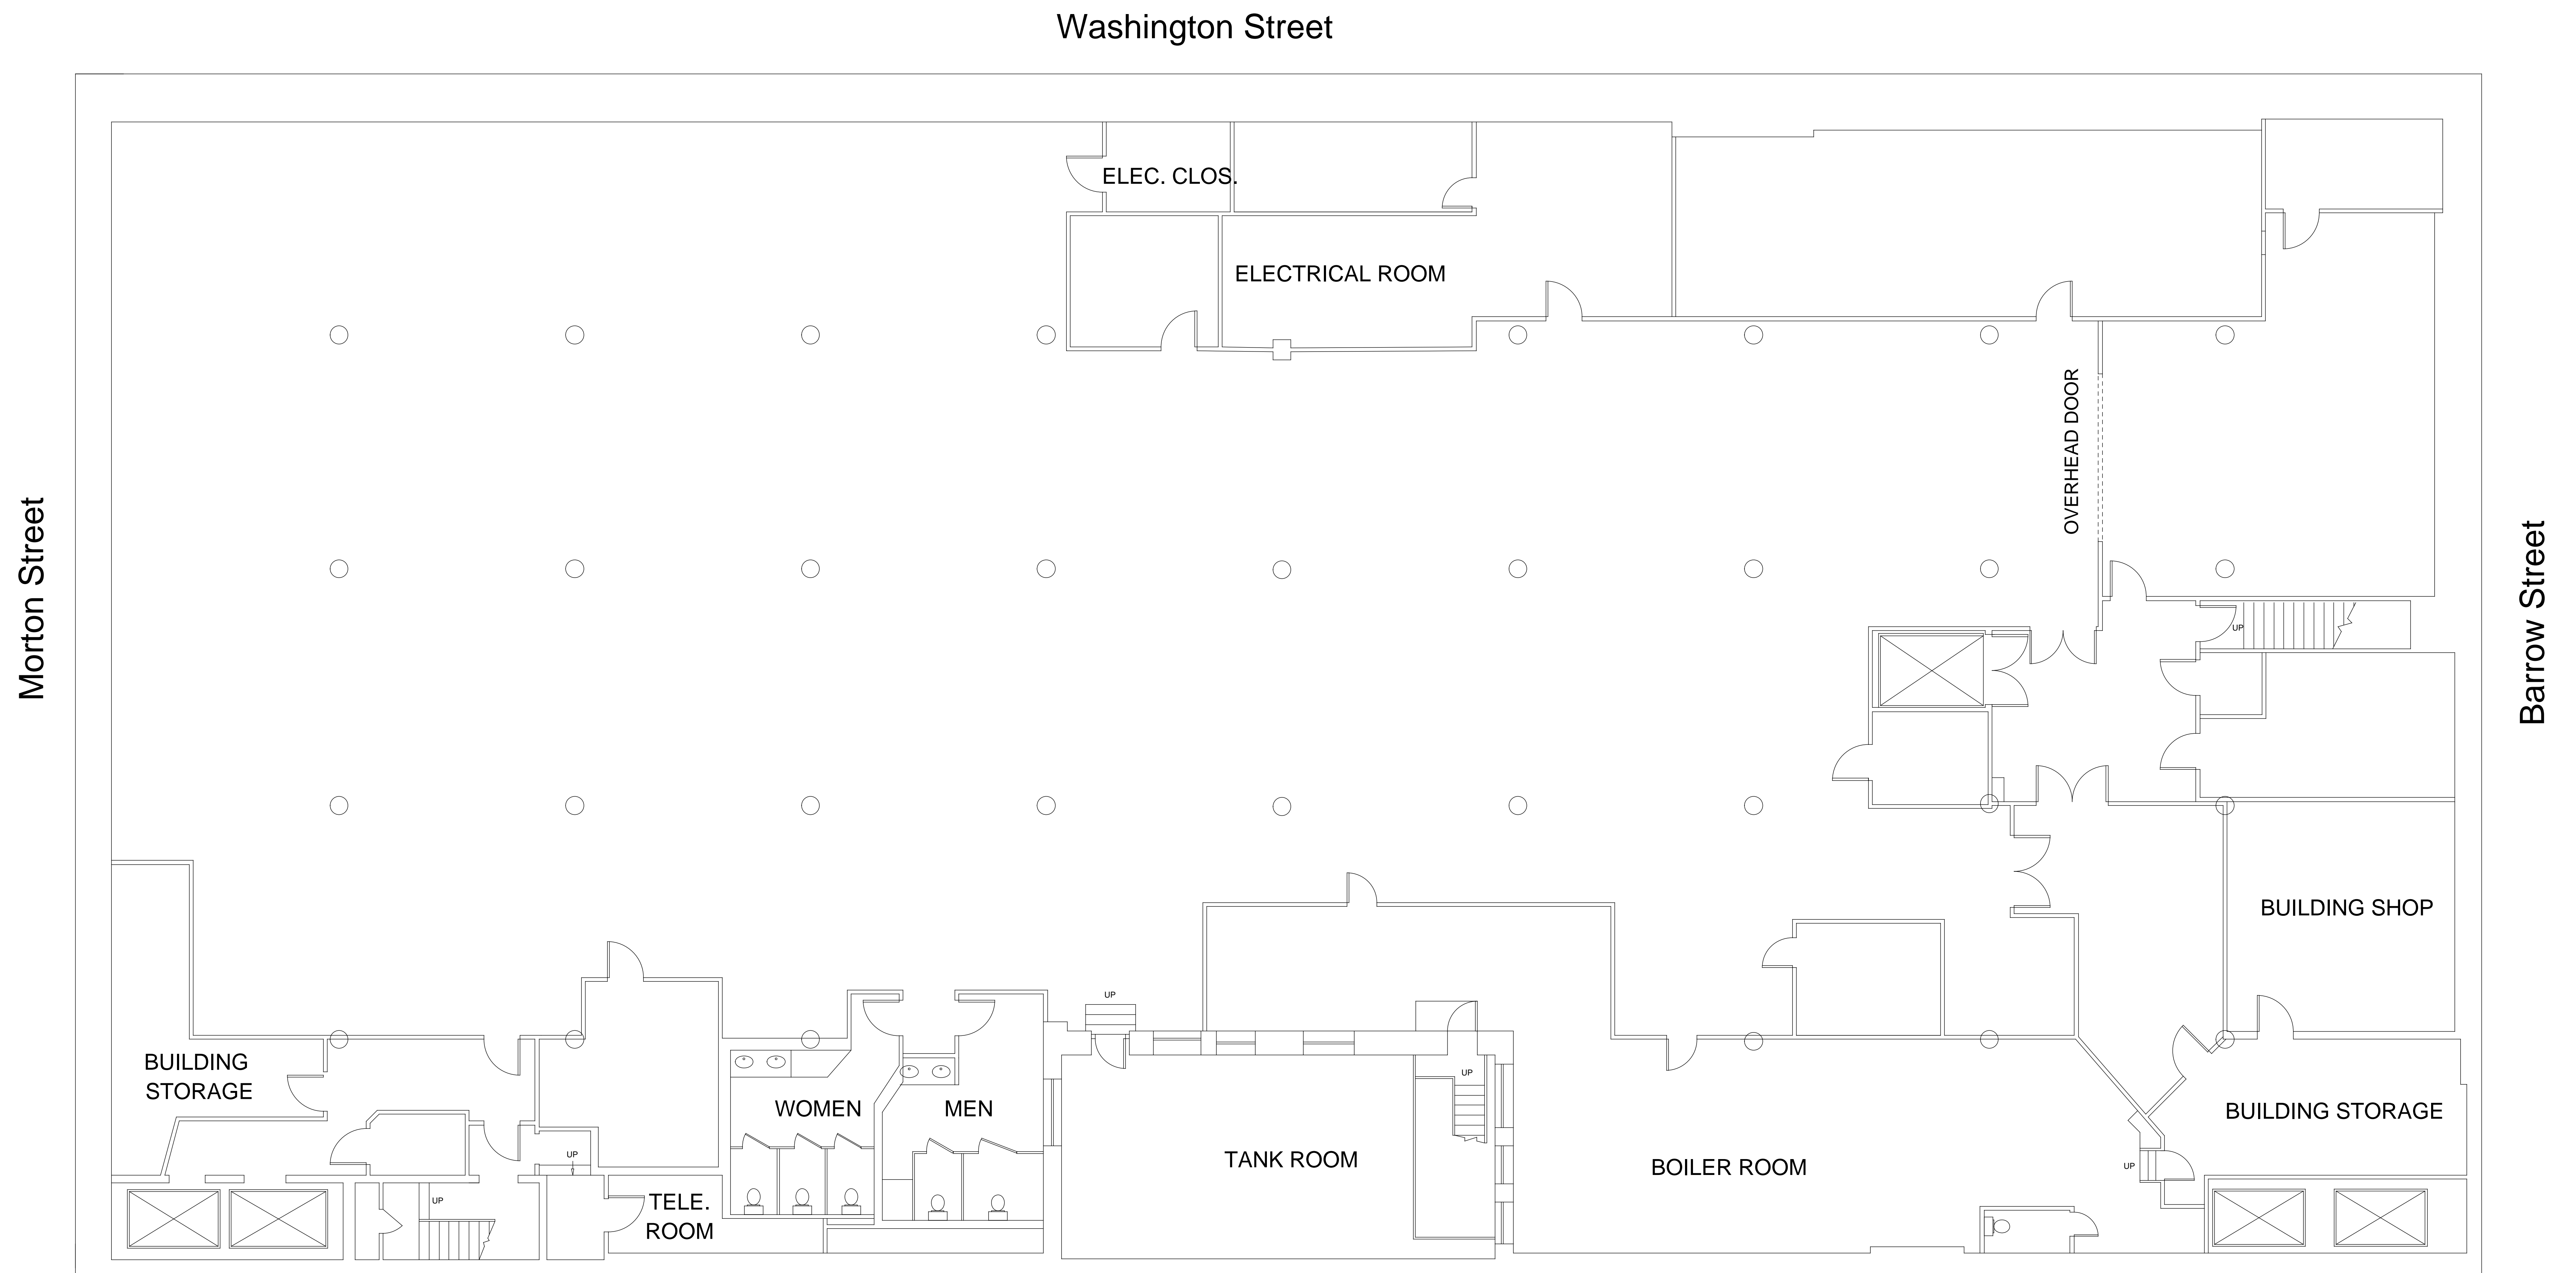 Washington Street
ELEC. CLOS.
ELECTRICAL ROOM
OVERHEAD DOOR
Morton Street
Barrow Street
UP
BUILDING SHOP
UP
BUILDING
STORAGE
UP
WOMEN
MEN
BUILDING STORAGE
UP
TANK ROOM
BOILER ROOM
UP
UP
TELE.
ROOM